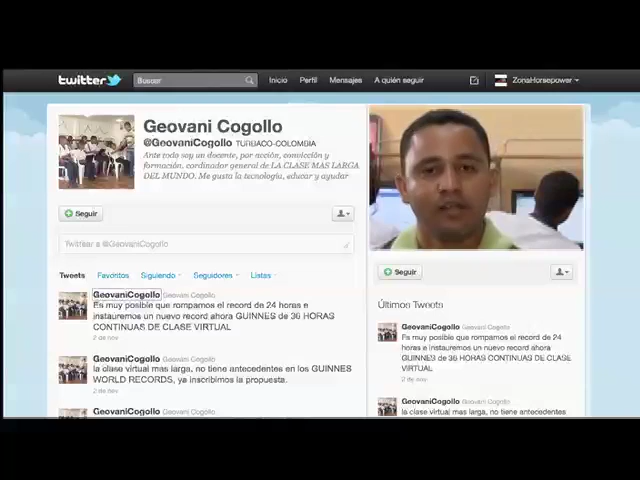 twitter
Buscar
Inicio Perfil Mensajes A quién seguir
ZonaHorsepower
Geovani Cogollo
@GeovaniCogollo TURBACO-COLOMBIA
Ante todo soy un docente, por acción, convicción y
formación. cordinador general de LA CLASE MAS LARGA
DEL MUNDO. Me gusta la tecnología, educar y ayudar
Seguir
Twittear a @GeovaniCogollo
Tweets Favoritos Siguiendo Seguidores Listas
GeovaniCogollo Geovani Cogollo
Es muy posible que rompamos el record de 24 horas e
instauremos un nuevo record ahora
GUINNES de 36 HORAS
CONTINUAS DE CLASE VIRTUAL
2 de nov
GeovaniCogollo Geovani Cogollo
la clase virtual mas larga, no tiene antecedentes en los GUINNES
WORLD RECORDS, ya inscribimos la propuesta.
2 de nov
GeovaniCogollo Geovani Cogollo
Seguir
Últimos Tweets
GeovaniCogollo Geovani Cogollo
Es muy posible que rompamos el record de 24
horas e instauremos un nuevo record ahora
GUINNES de 36 HORAS CONTINUAS DE CLASE
VIRTUAL
2 de nov
GeovaniCogollo Geovani Cogollo
la clase virtual mas larga, no tiene antecedentes